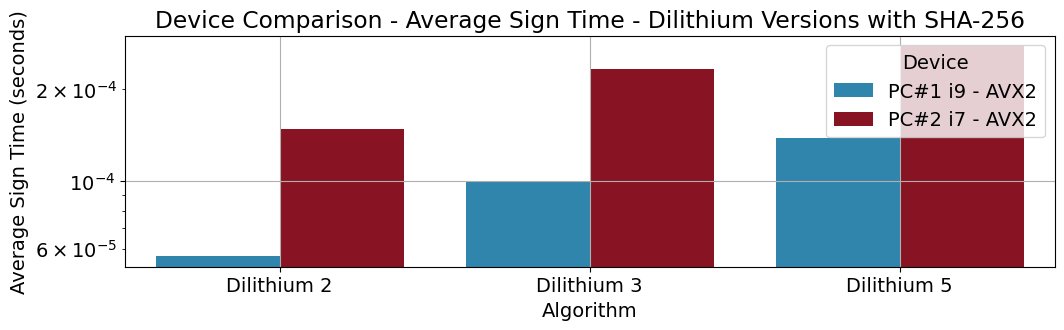 Device Comparison - Average Sign Time - Dilithium Versions with SHA-256
Average Sign Time (seconds)
2 × 10⁻⁴
10⁻⁴
6 × 10⁻⁵
Device
PC#1 i9 - AVX2
PC#2 i7 - AVX2
Dilithium 2
Dilithium 3
Dilithium 5
Algorithm